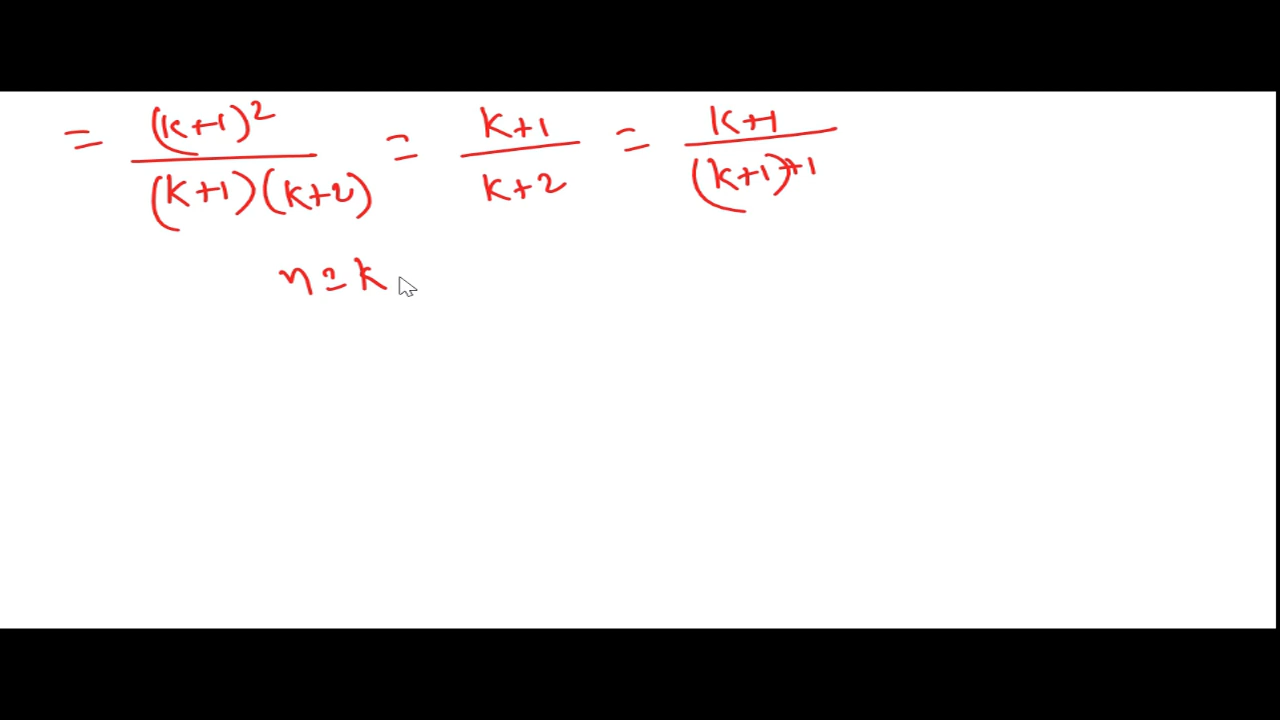 = (k+1)² / (k+1)(k+2) = k+1 / k+2 = k+1 / (k+1)+1
n = k